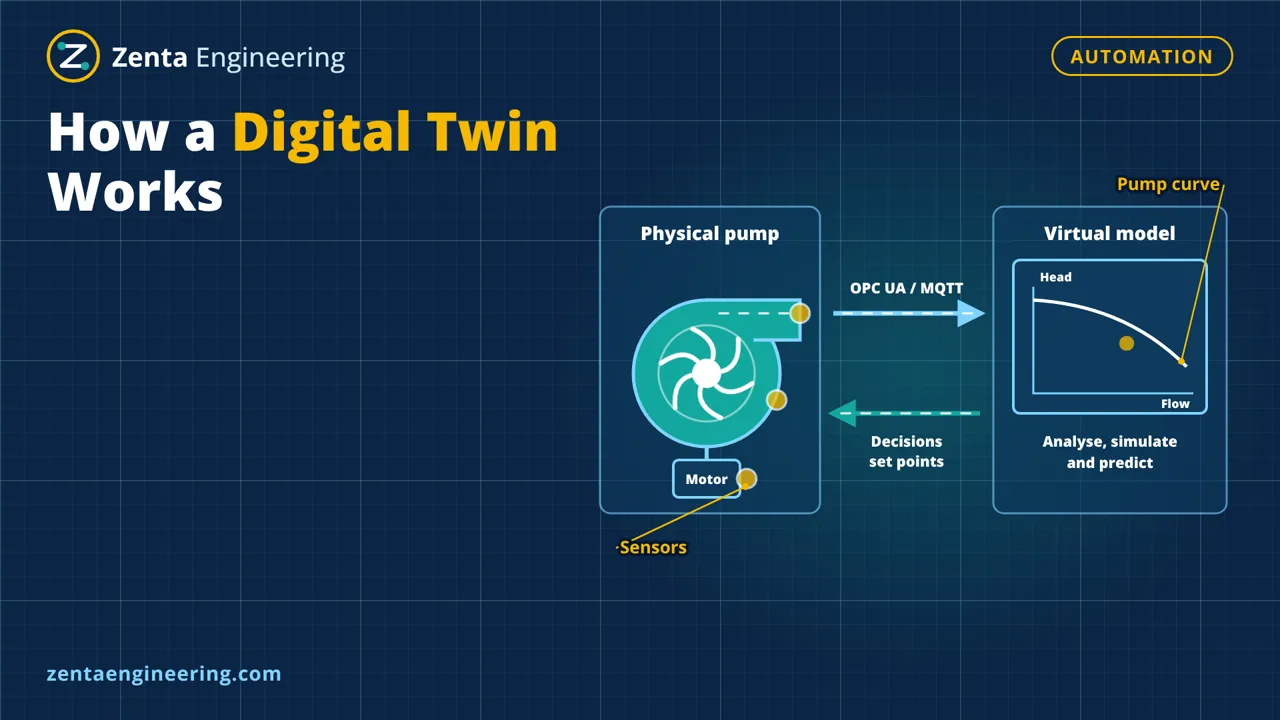 Zenta Engineering
AUTOMATION
How a Digital Twin
Works
Pump curve
Physical pump
Virtual model
Head
OPC UA / MQTT
Flow
Decisions
set points
Analyse, simulate
and predict
Motor
Sensors
zentaengineering.com